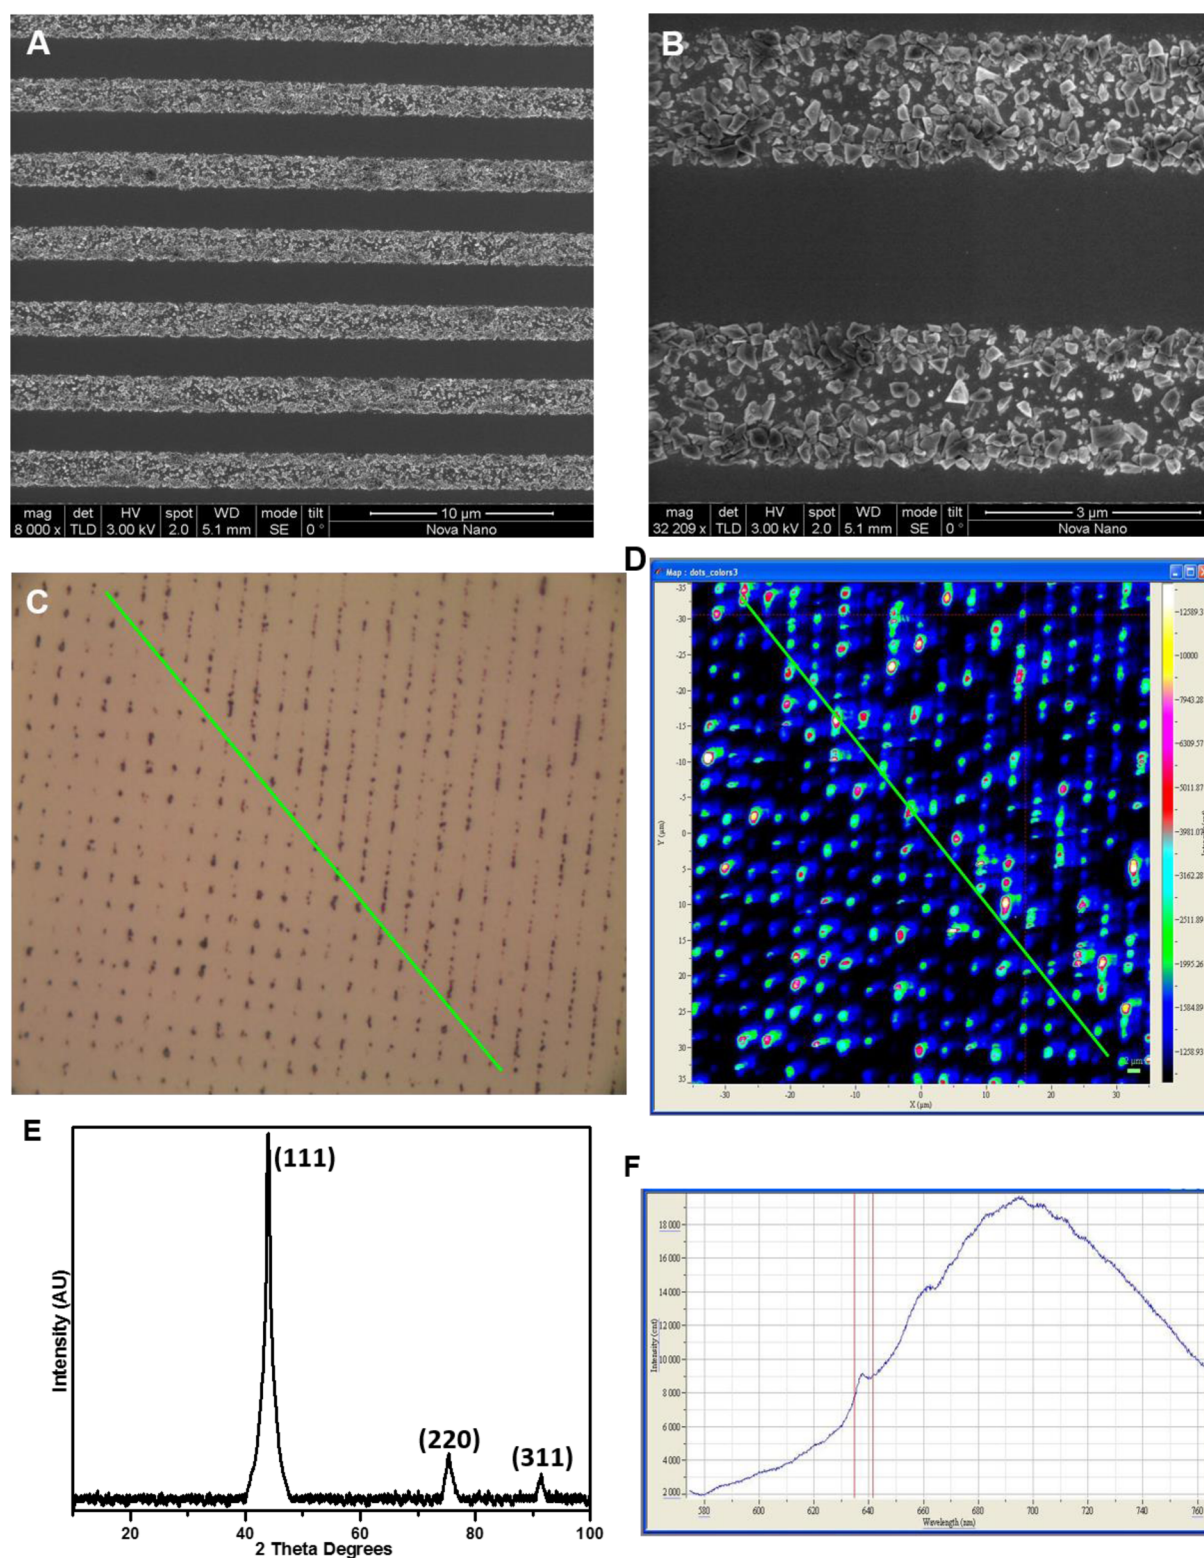 A
mag det HV spot WD mode tilt 10 µm
8 000 x TLD 3.00 kV 2.0 5.1 mm SE 0 ° Nova Nano
B
mag det HV spot WD mode tilt 3 µm
32 209 x TLD 3.00 kV 2.0 5.1 mm SE 0 ° Nova Nano
C
D
Map : dots_colors3
-35
-30
-25
-20
-15
-10
-5
0
5
10
15
20
25
30
35
Y (µm)
-30 -20 -10 0 10 20 30
X (µm)
2 µm
12589.3
10000
7943.28
6309.57
5011.87
3981.07
3162.28
2511.89
1995.26
1584.89
1258.93
E
(111)
(220)
(311)
Intensity (AU)
20 40 60 80 100
2 Theta Degrees
F
18 000
16 000
14 000
12 000
10 000
8 000
6 000
4 000
2 000
Intensity (cnt)
580 600 620 640 660 680 700 720 740 760
Wavelength (nm)